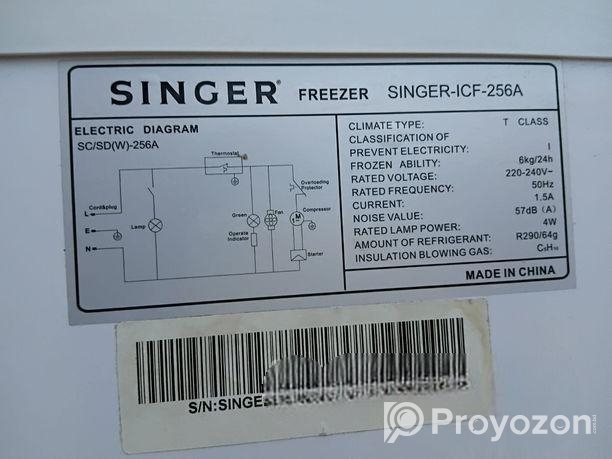 SINGER® FREEZER SINGER-ICF-256A
ELECTRIC DIAGRAM
SC/SD(W)-256A
Thermostat
Overloading
Protector
Cord&plug
L
E
N
Lamp
Green
Fan
Compressor
M
Operate
Indicator
Starter
CLIMATE TYPE: T CLASS
CLASSIFICATION OF
PREVENT ELECTRICITY: I
FROZEN ABILITY: 6kg/24h
RATED VOLTAGE: 220-240V~
RATED FREQUENCY: 50Hz
CURRENT: 1.5A
NOISE VALUE: 57dB (A)
RATED LAMP POWER: 4W
AMOUNT OF REFRIGERANT: R290/64g
INSULATION BLOWING GAS: C₅H₁₀
MADE IN CHINA
S/N:SINGE
Proyozon